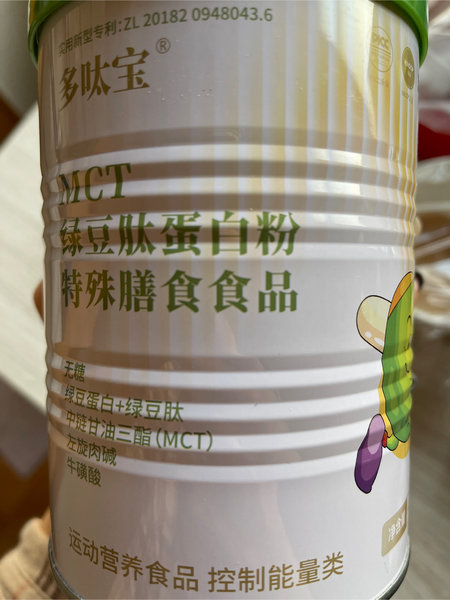 实用新型专利：ZL 20182 0948043.6
多呔宝®
MCT
绿豆肽蛋白粉
特殊膳食食品
无糖
绿豆蛋白+绿豆肽
中链甘油三酯（MCT）
左旋肉碱
牛磺酸
运动营养食品 控制能量类
净含